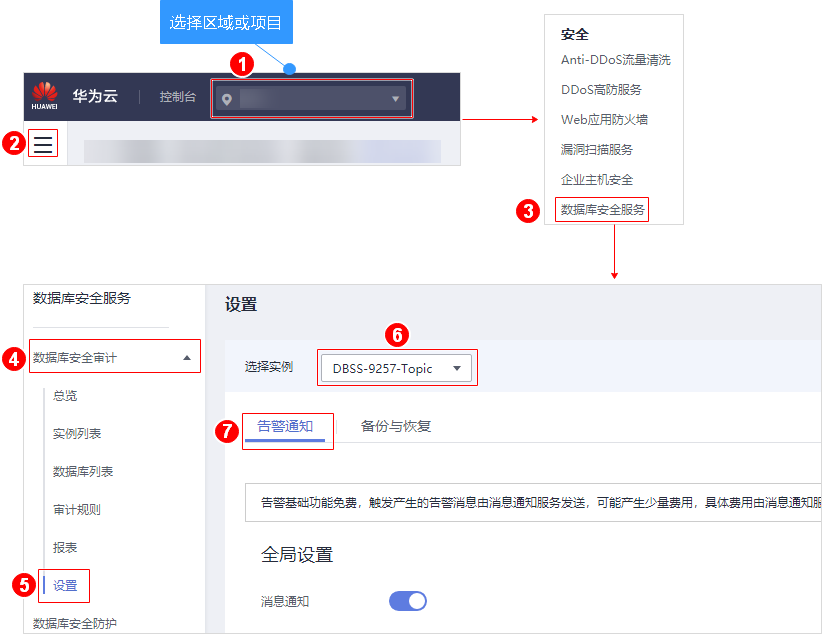 选择区域或项目
1
HUAWEI
华为云
控制台
2
安全
Anti-DDoS流量清洗
DDoS高防服务
Web应用防火墙
漏洞扫描服务
企业主机安全
3
数据库安全服务
数据库安全服务
4
数据库安全审计
总览
实例列表
数据库列表
审计规则
报表
5
设置
数据库安全防护
设置
6
选择实例
DBSS-9257-Topic
7
告警通知
备份与恢复
告警基础功能免费，触发产生的告警消息由消息通知服务发送，可能产生少量费用，具体费用由消息通知服
全局设置
消息通知